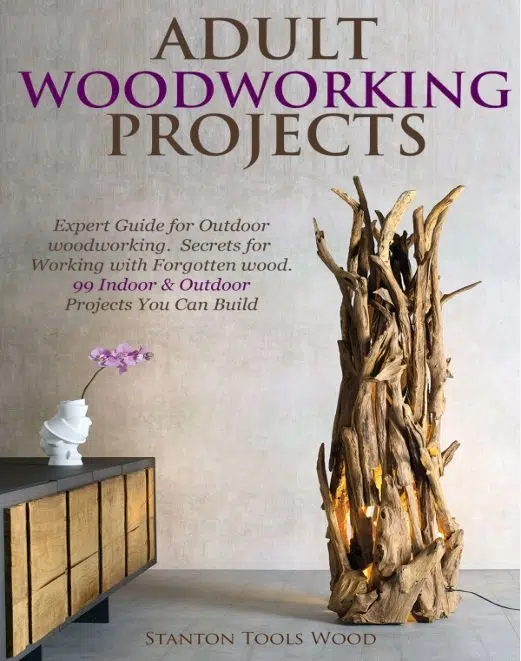 ADULT
WOODWORKING
PROJECTS
Expert Guide for Outdoor
woodworking. Secrets for
Working with Forgotten wood.
99 Indoor & Outdoor
Projects You Can Build
STANTON TOOLS WOOD